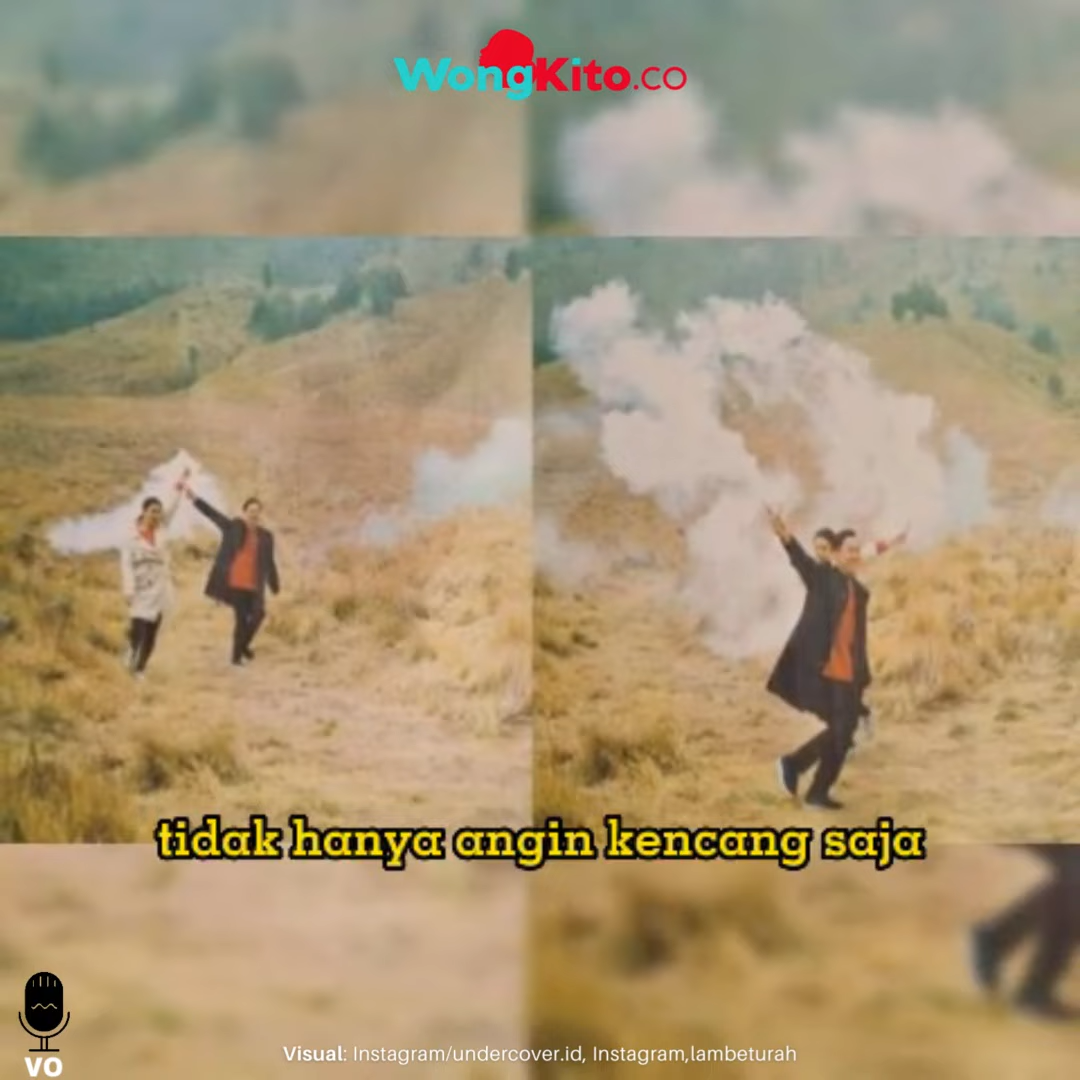 WongKito.co
tidak hanya angin kencang saja
VO
Visual: Instagram/undercover.id, Instagram,lambeturah